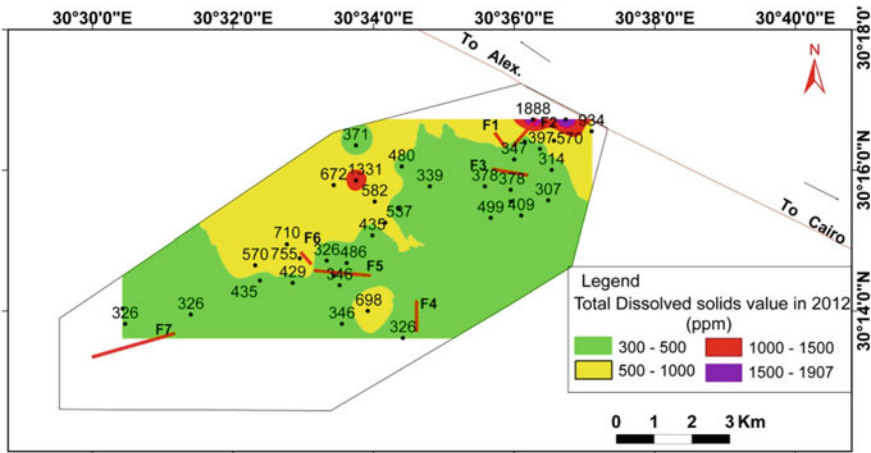 30°30'0" 30°32'0" 30°34'0" 30°36'0" 30°38'0" 30°40'0"
30°18'0'
To Alex.
N
1888
934
F1 F2
371
397 570
347
480
314
30°16'0"
1331
F3
672
339
378 378
582
307
537
499 409
435
710
F6
755
326 486
570
F5
429
346
435
Legend
Total Dissolved solids value in 2012
(ppm)
300 - 500 1000 - 1500
500 - 1000 1500 - 1907
To Cairo
698
F4
30°14'0"
326
326
346
326
F7
0 1 2 3 Km